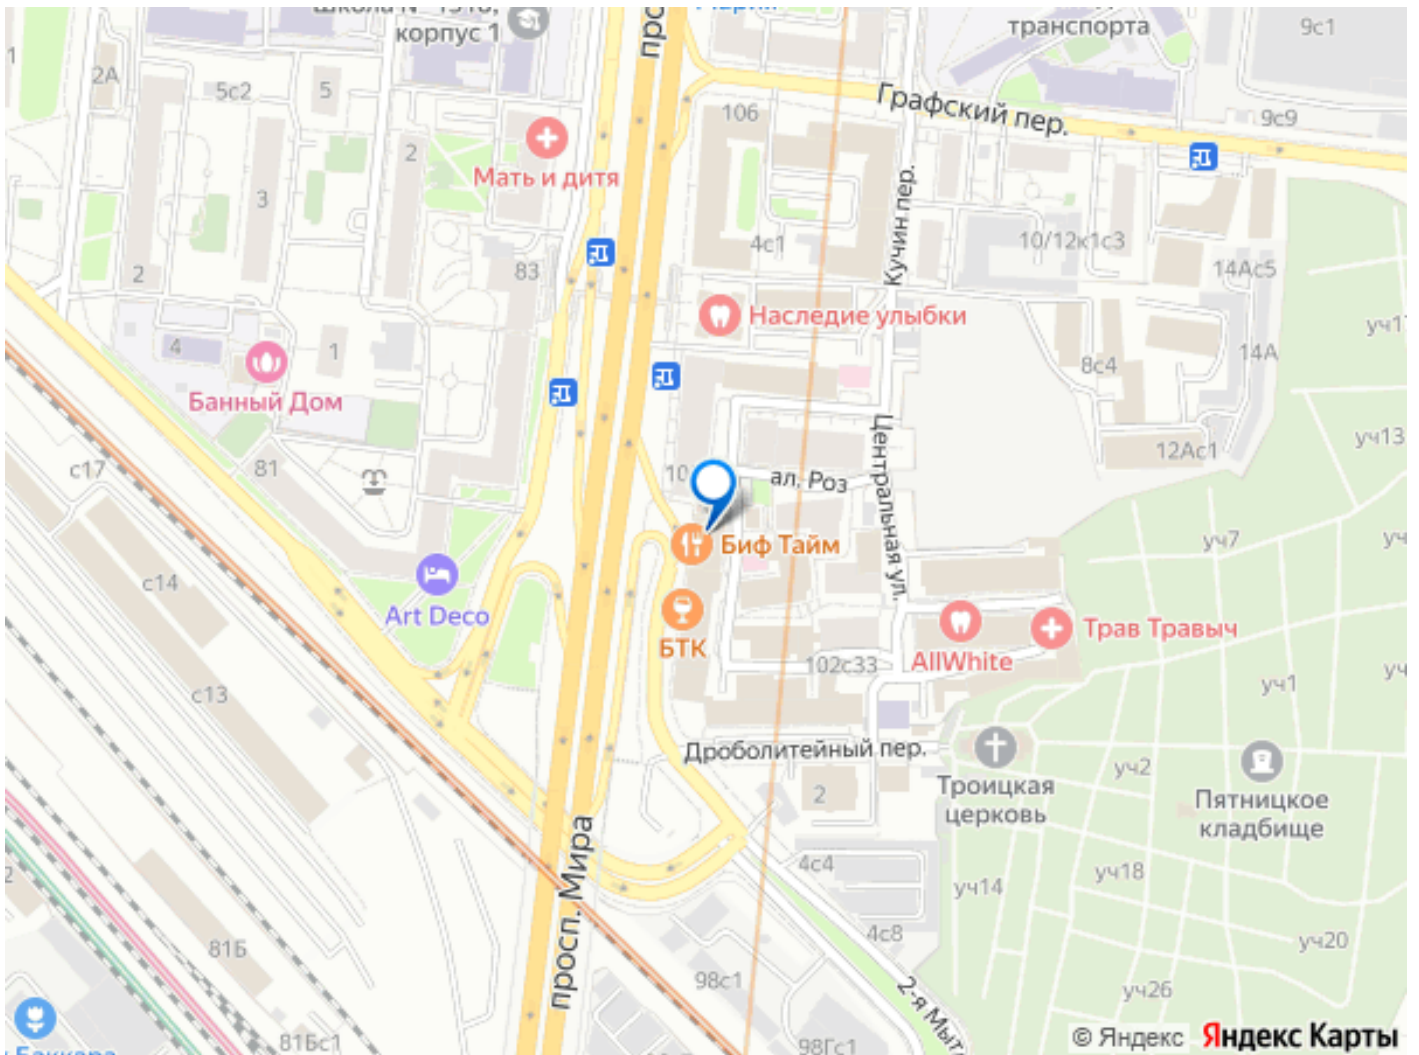 корпус 1
транспорта
9с1
2А
5с2
5
106
Графский пер.
9с9
2
Мать и дитя
3
Кучин пер.
4с1
10/12к1с3
2
83
14Ас5
Наследие улыбки
4
1
14А
8с4
Банный Дом
Центральная ул.
уч13
12Ас1
с17
81
ал. Роз
Биф Тайм
уч7
с14
Art Deco
БТК
Трав Травыч
AllWhite
102с33
с13
уч1
Дроболитейный пер.
уч2
Троицкая
церковь
2
Пятницкое
кладбище
просп. Мира
4с4
уч18
уч14
81Б
4с8
уч20
98с1
уч26
2-я
81Бс1
98Гс1
© Яндекс Яндекс Карты